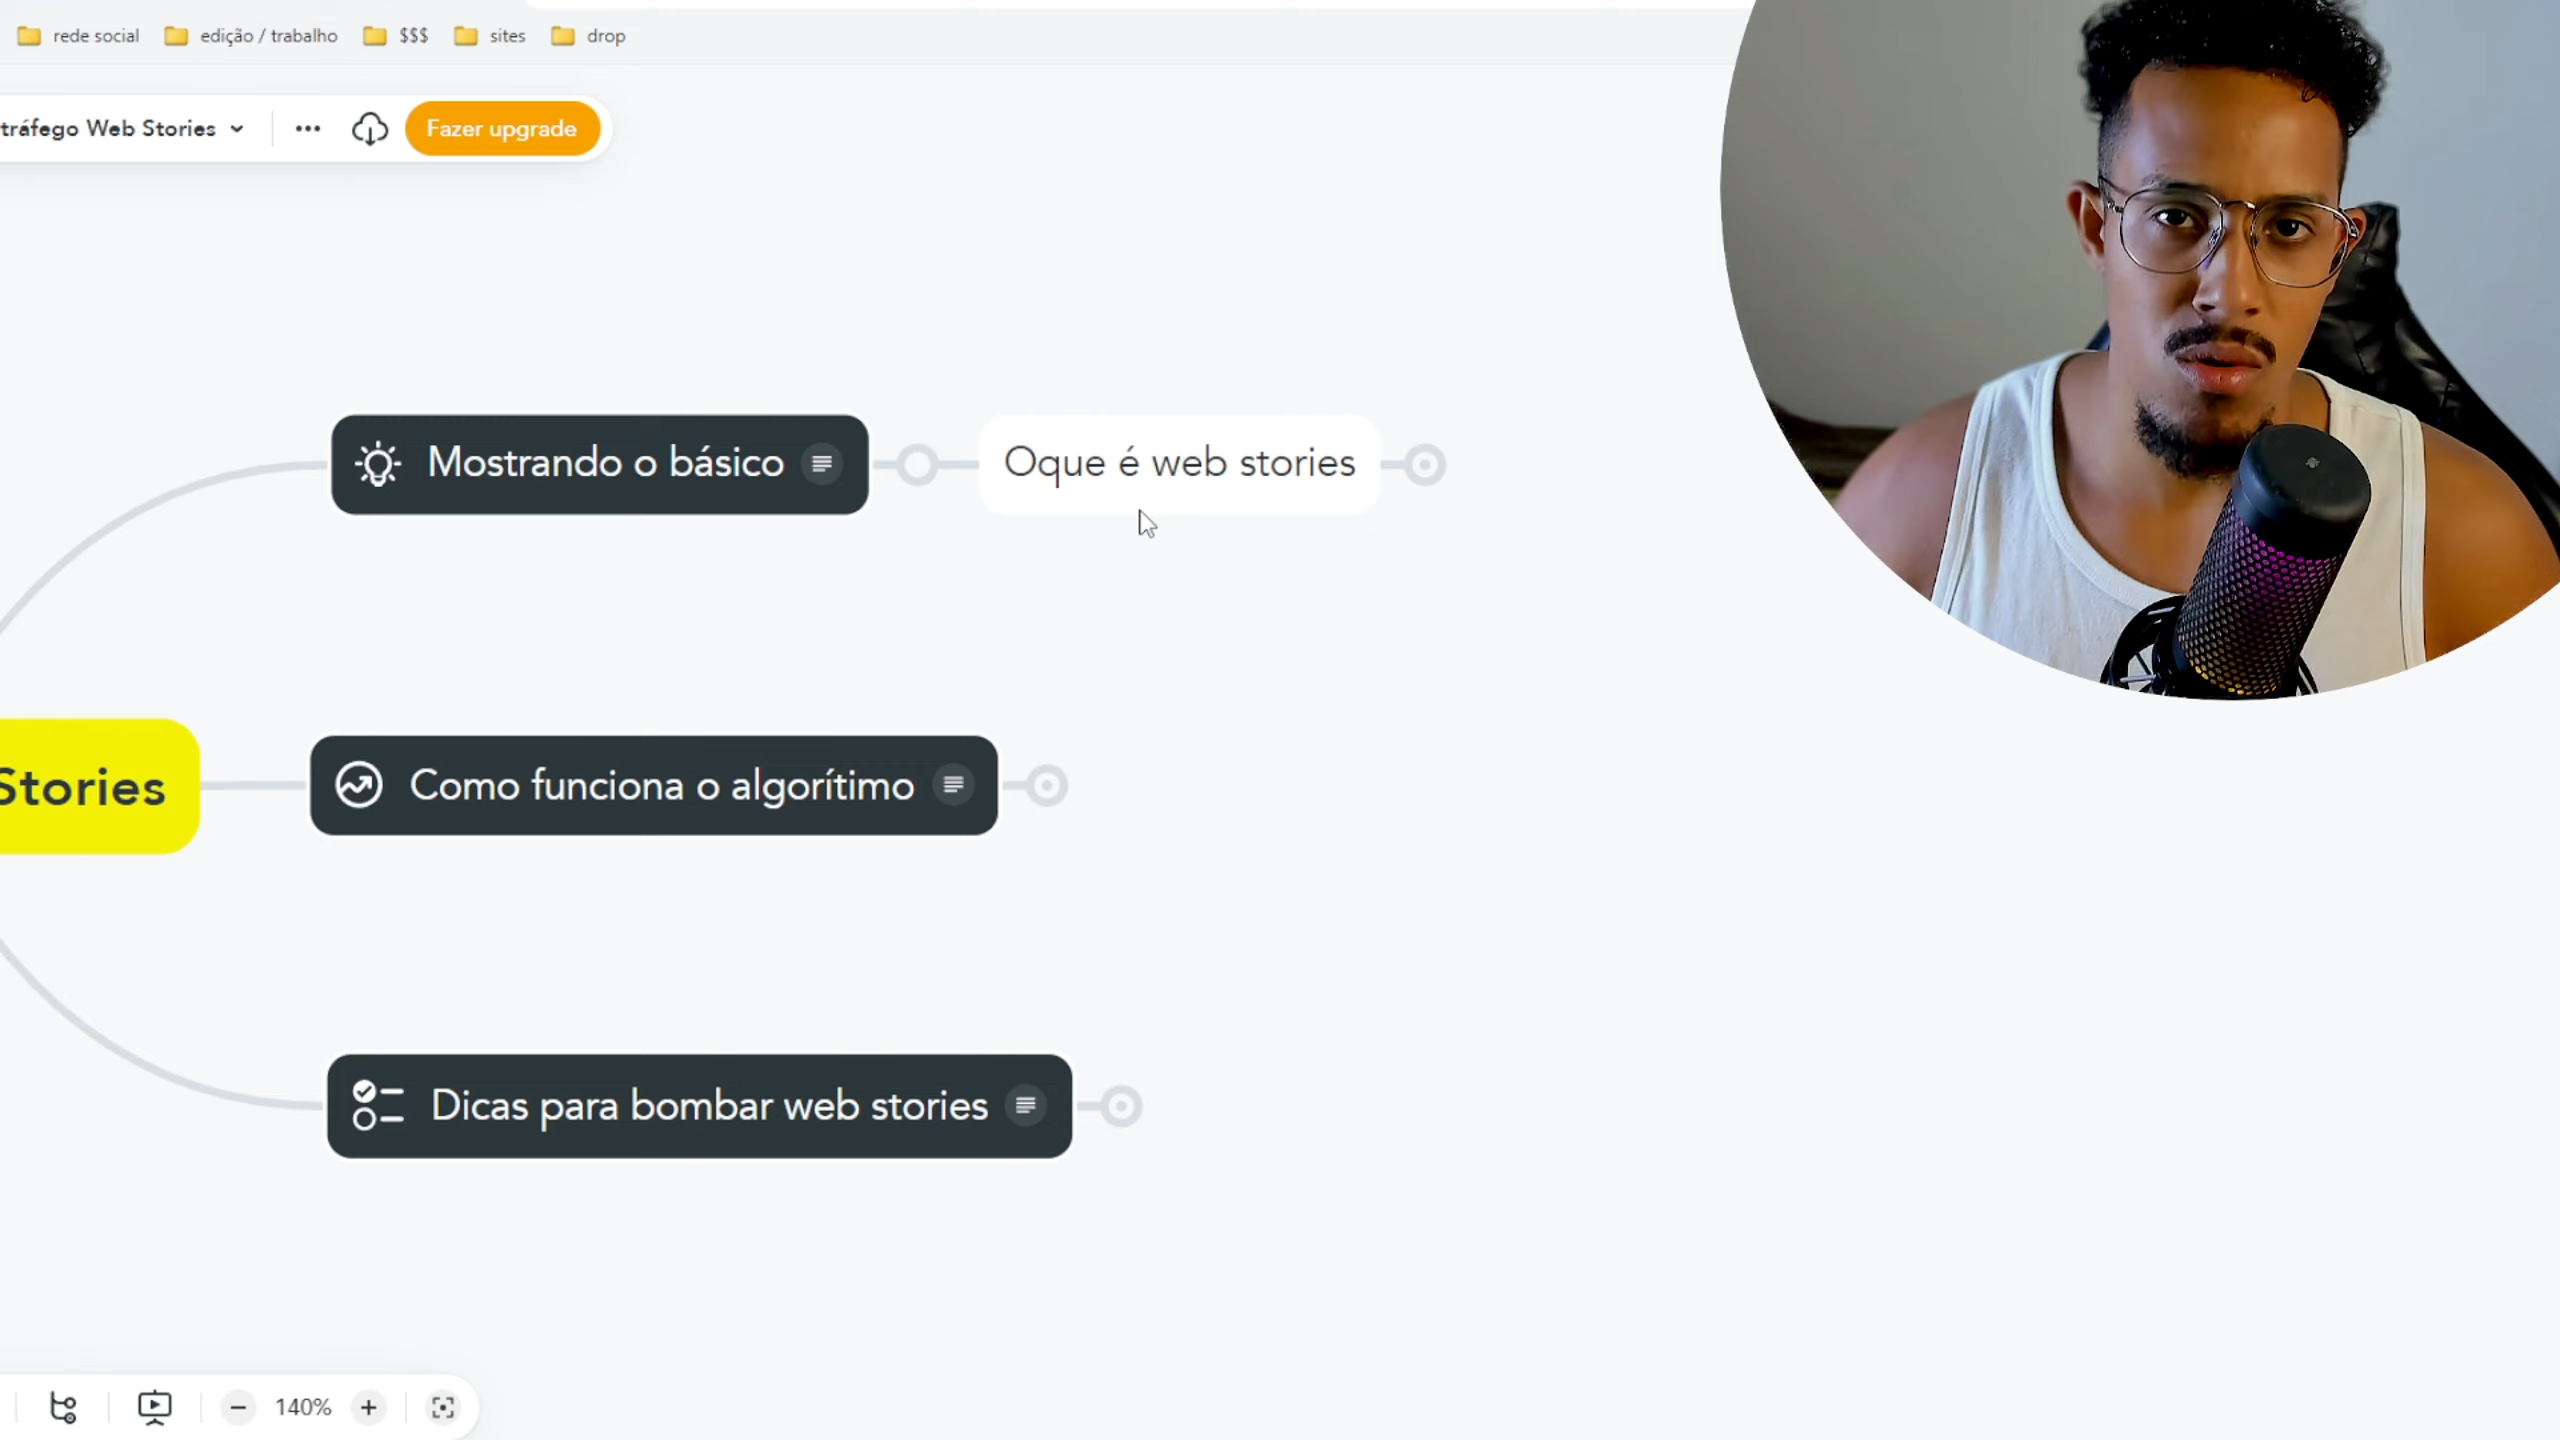 rede social edição / trabalho $$$ sites drop
tráfego Web Stories
Fazer upgrade
Mostrando o básico
Oque é web stories
Stories
Como funciona o algorítimo
Dicas para bombar web stories
140%